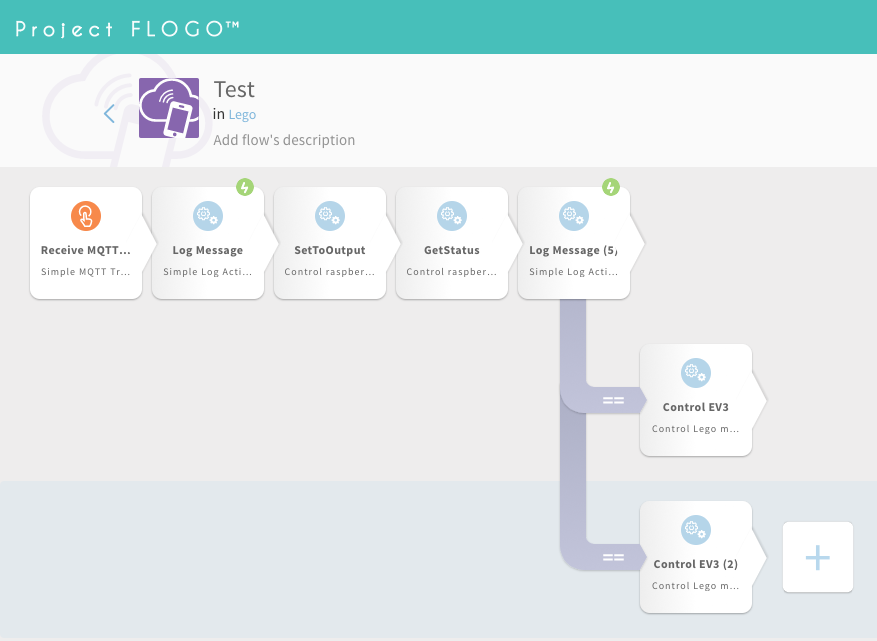 Project FLOGO™
Test
in Lego
Add flow's description
Receive MQTT...
Simple MQTT Tr...
Log Message
Simple Log Acti...
SetToOutput
Control raspber...
GetStatus
Control raspber...
Log Message (5)
Simple Log Acti...
==
Control EV3
Control Lego m...
==
Control EV3 (2)
Control Lego m...
+